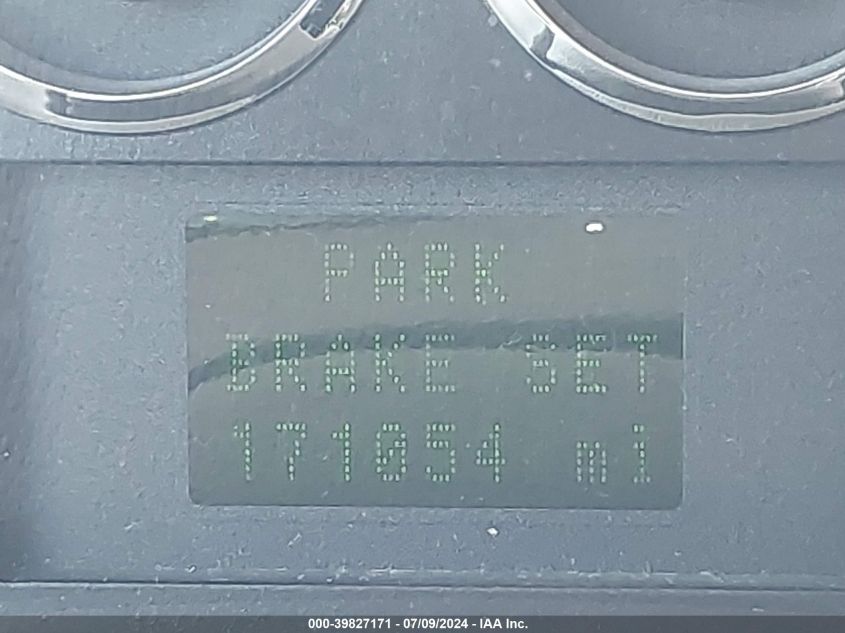 PARK
BRAKE SET
171054 mi
000-39827171 - 07/09/2024 - IAA Inc.